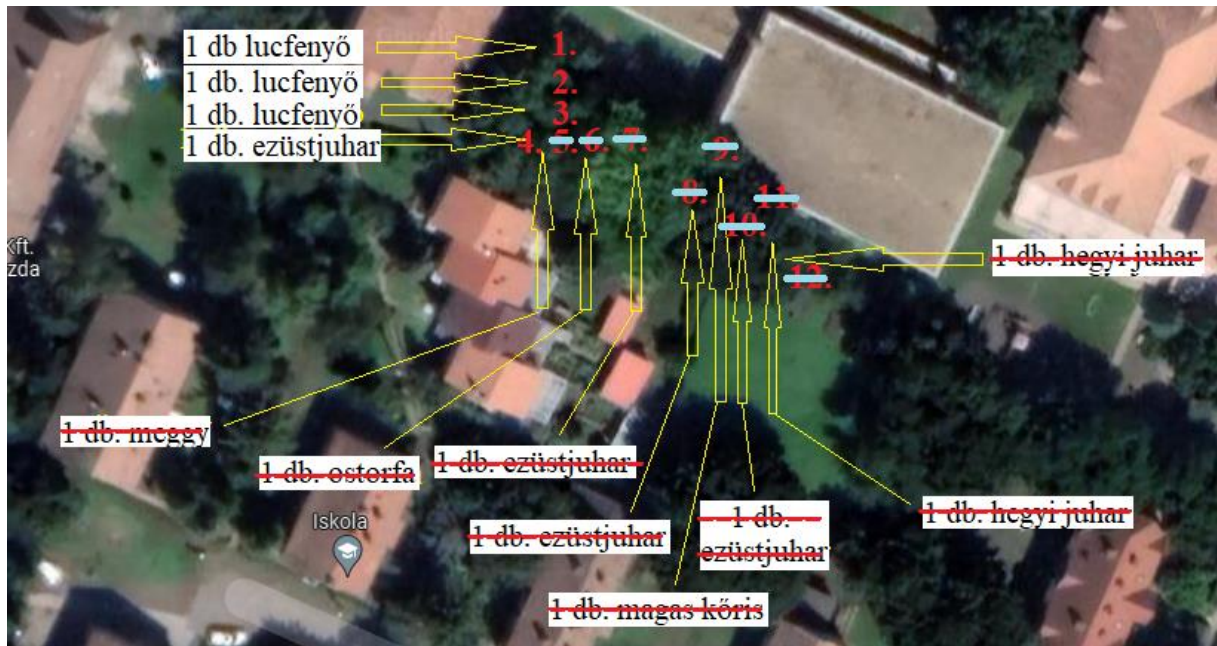 1 db lucfenyő
1.
1 db. lucfenyő
2.
1 db. lucfenyő
3.
1 db. ezüstjuhar
4. 5. 6. 7.
9.
8.
11.
10.
Kft.
zda
1 db. hegyi juhar
12.
1 db. meggy
1 db. ostorfa
1 db. ezüstjuhar
Iskola
1 db. ezüstjuhar
1 db.
ezüstjuhar
1 db. hegyi juhar
1 db. magas kőris